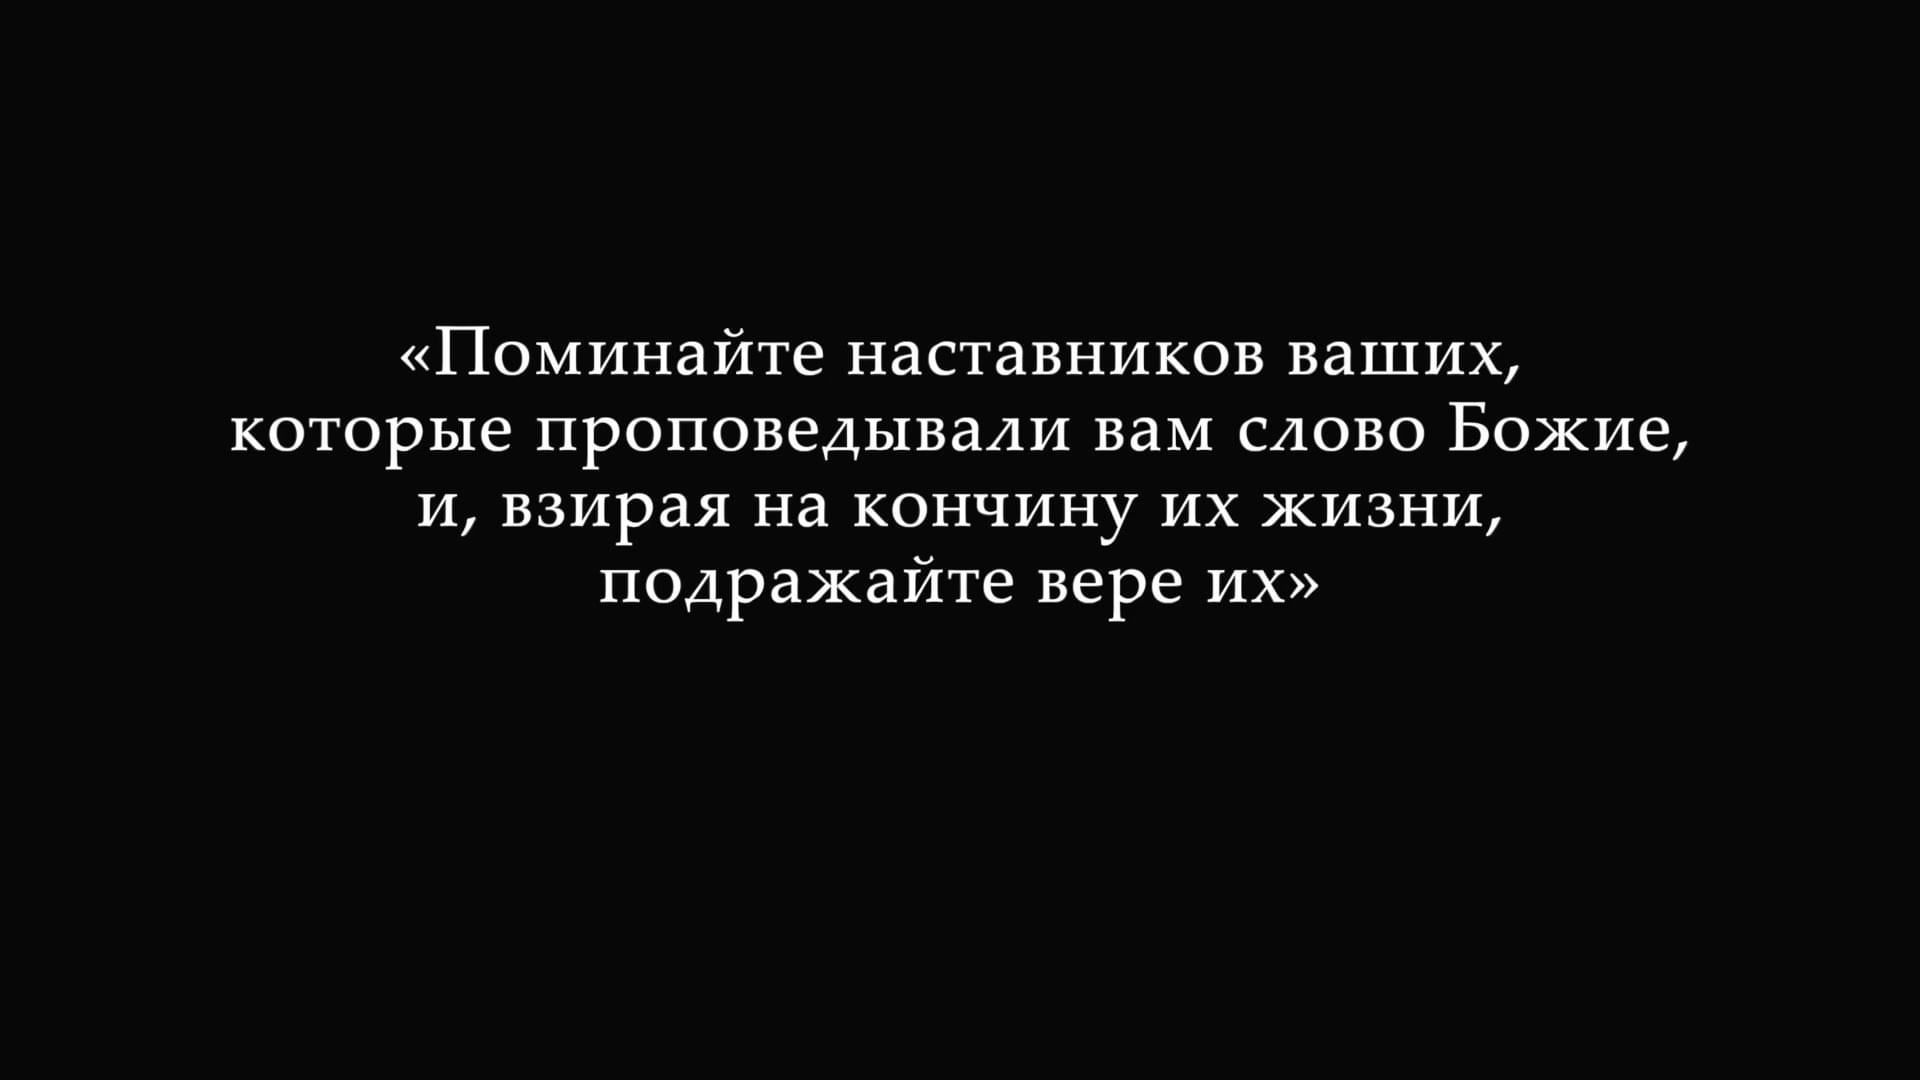 «Поминайте наставников ваших,
которые проповедывали вам слово Божие,
и, взирая на кончину их жизни,
подражайте вере их»